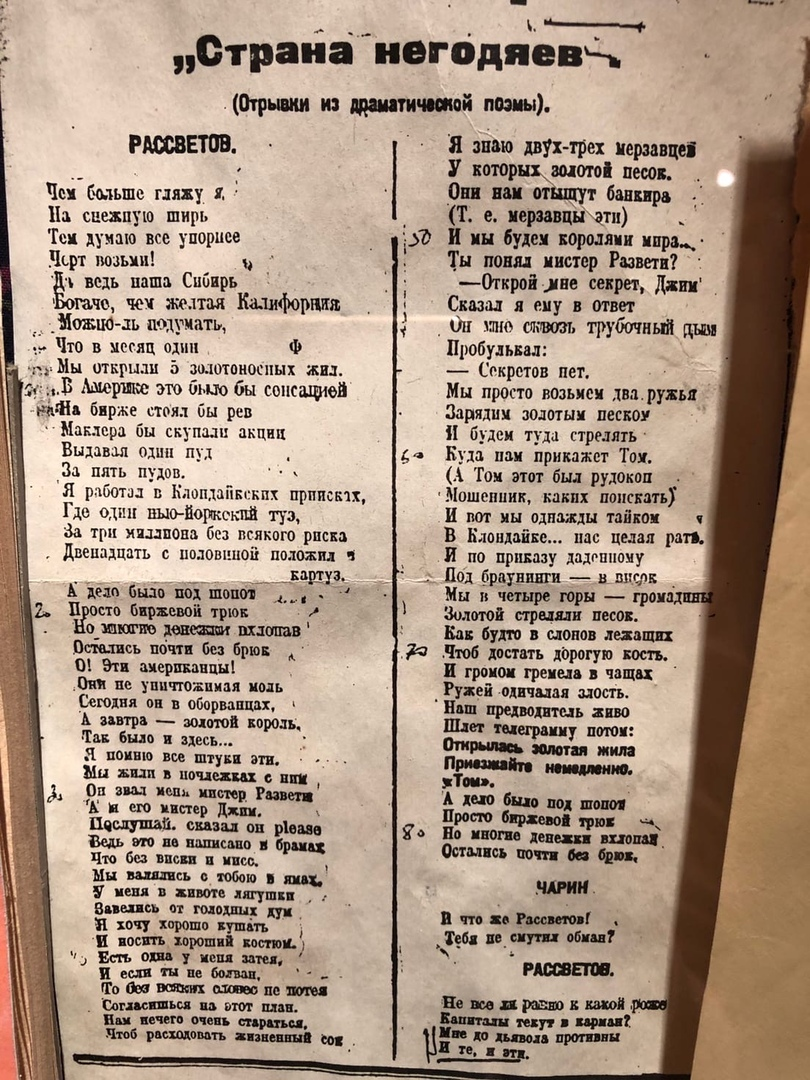 „Страна негодяев“.
(Отрывки из драматической поэмы).
РАССВЕТОВ.
Чем больше гляжу я,
На снежную ширь
Тем думаю все упорнее
Черт возьми!
Да ведь наша Сибирь
Богаче, чем желтая Калифорния
Можно-ль подумать,
Что в месяц один
Мы открыли 5 золотоносных жил.
В Америке это было бы сенсацией
На бирже стоял бы рев
Маклера бы скупали акции
Выдавая один пуд
За пять пудов.
Я работал в Клондайкских приисках,
Где один нью-йоркский туз,
За три миллиона без всякого риска
Двенадцать с половиной положил в
картуз.
А дело было под шопот
20 Просто биржевой трюк
Но многие денежки вхлопав
Остались почти без брюк
О! Эти американцы!
Они не уничтожимая моль
Сегодня он в оборванцах,
А завтра — золотой король.
Так было и здесь...
Я помню все штуки эти.
Мы жили в ночлежках с ним
30 Он звал меня мистер Развети
А я его мистер Джим.
Послушай. сказал он please
Ведь это не написано в брамах
Что без виски и мисс.
Мы валялись с тобою в ямах.
У меня в животе лягушки
Завелись от голодных дум
Я хочу хорошо кушать
И носить хороший костюм.
Есть одна у меня затея,
И если ты не болван,
То без всяких словес не потея
Согласишься на этот план.
Нам нечего очень стараться,
Чтоб расходовать жизненный сок
Я знаю двух-трех мерзавцев
У которых золотой песок.
Они нам отыщут банкира
(Т. е. мерзавцы эти)
50 И мы будем королями мира..
Ты понял мистер Развети?
—Открой мне секрет, Джим
Сказал я ему в ответ
Он мне сквозь трубочный дым
Пробулькал:
— Секретов нет.
Мы просто возьмем два ружья
Зарядим золотым песком
И будем туда стрелять
60 Куда нам прикажет Том.
(А Том этот был рудокоп
Мошенник, каких поискать)
И вот мы однажды тайком
В Клондайке... нас целая рать.
И по приказу даденному
Под браунинги — в висок
Мы в четыре горы — громадины
Золотой стреляли песок.
Как будто в слонов лежащих
70 Чтоб достать дорогую кость.
И громом гремела в чащах
Ружей одичалая злость.
Наш предводитель живо
Шлет телеграмму потом:
Открылась золотая жила
Приезжайте немедленно.
«Том».
А дело было под шопот
Просто биржевой трюк
80 Но многие денежки вхлопав
Остались почти без брюк,
ЧАРИН
И что же Рассветов!
Тебя не смутил обман?
РАССВЕТОВ.
Не все ли равно к какой роже
Капиталы текут в карман?
Мне до дьявола противны
И те, и эти.